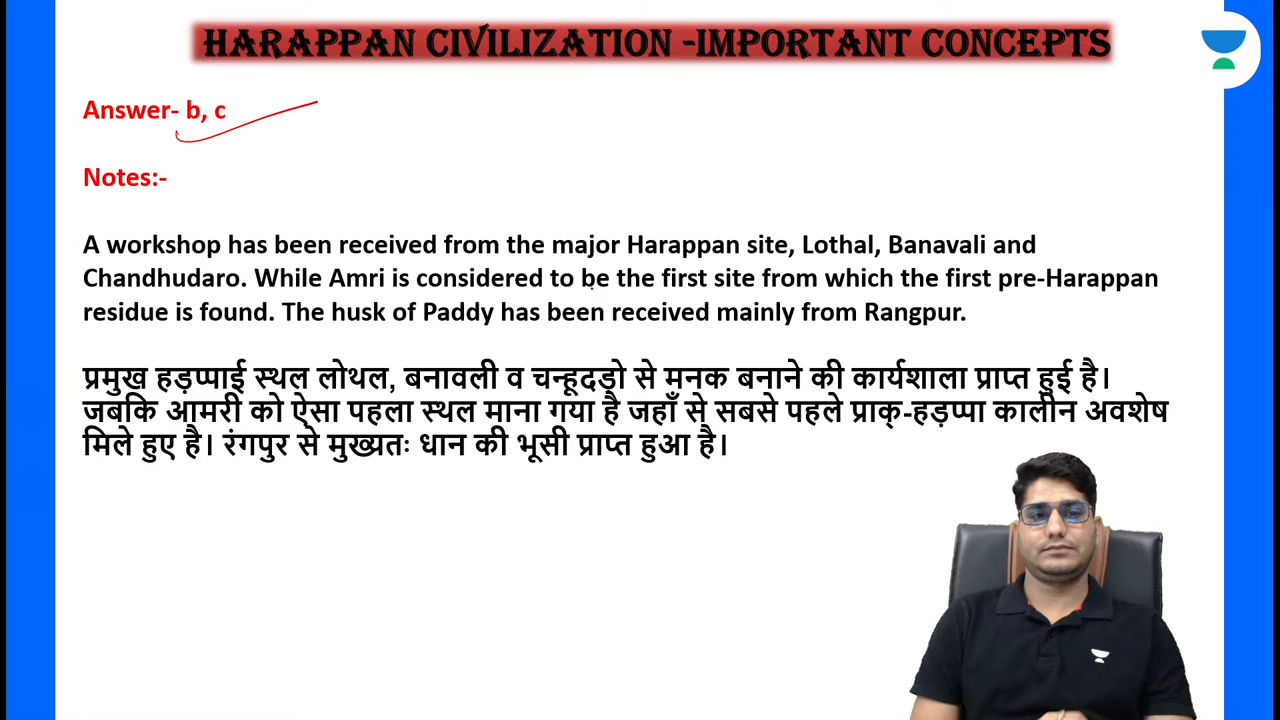 HARAPPAN CIVILIZATION -IMPORTANT CONCEPTS
Answer- b, c
Notes:-
A workshop has been received from the major Harappan site, Lothal, Banavali and
Chandhudaro. While Amri is considered to be the first site from which the first pre-Harappan
residue is found. The husk of Paddy has been received mainly from Rangpur.
प्रमुख हड़प्पाई स्थल लोथल, बनावली व चन्हूदड़ो से मनक बनाने की कार्यशाला प्राप्त हुई है।
जबकि आमरी को ऐसा पहला स्थल माना गया है जहाँ से सबसे पहले प्राक्-हड़प्पा कालीन अवशेष
मिले हुए है। रंगपुर से मुख्यतः धान की भूसी प्राप्त हुआ है।